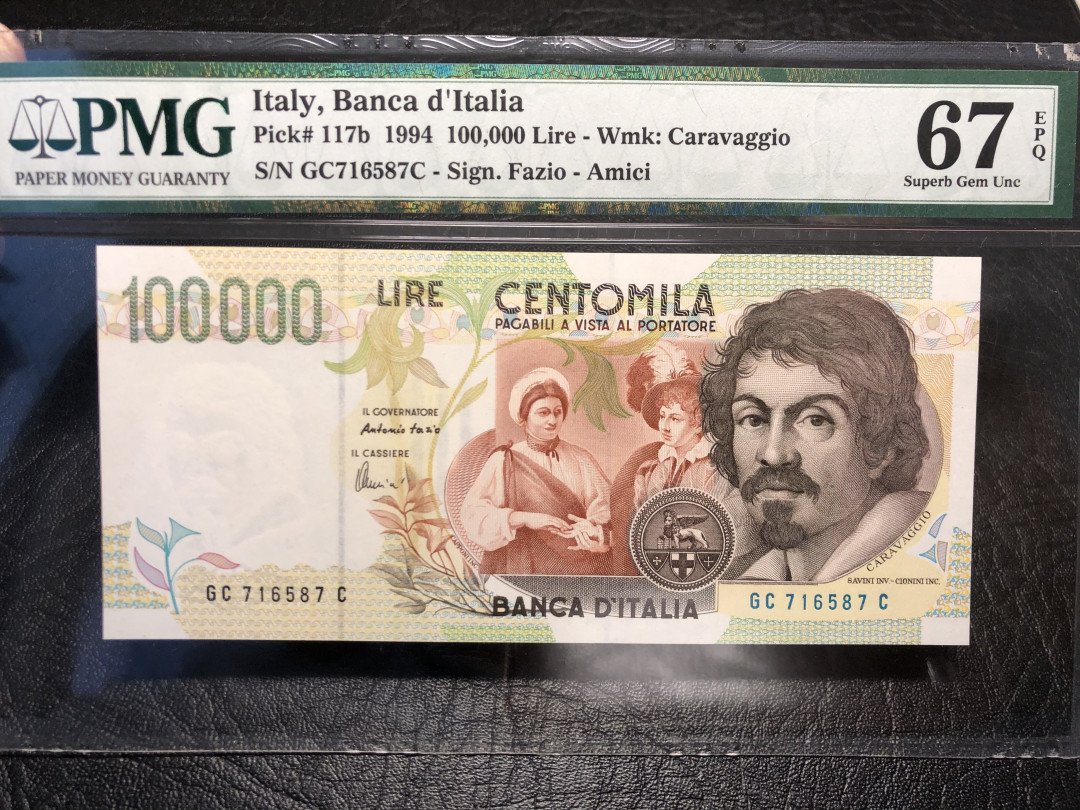 PMG
PAPER MONEY GUARANTY
Italy, Banca d'Italia
Pick# 117b 1994 100,000 Lire - Wmk: Caravaggio
S/N GC716587C - Sign. Fazio - Amici
67
EPQ
Superb Gem Unc
100000
LIRE
CENTOMILA
PAGABILI A VISTA AL PORTATORE
IL GOVERNATORE
Antonio Fazio
IL CASSIERE
CARAVAGGIO
SAVINI INV.-CIONINI INC.
GC 716587 C
GC 716587 C
BANCA D'ITALIA